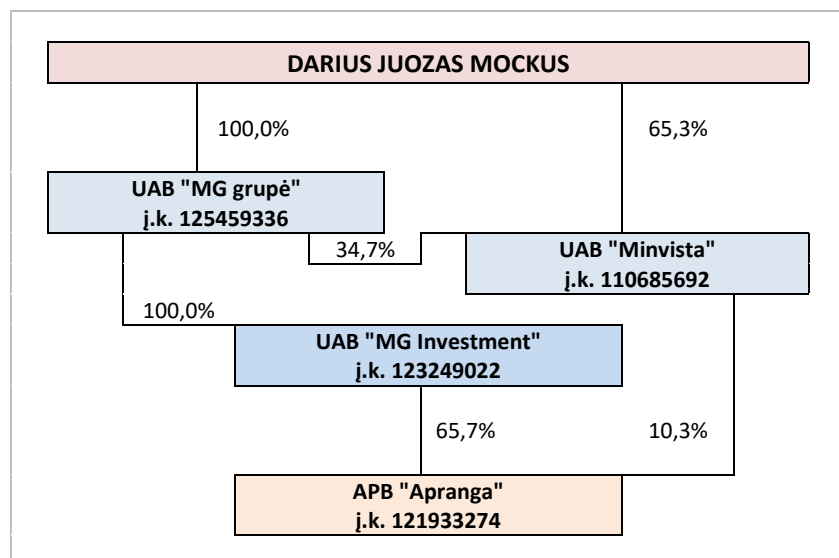 DARIUS JUOZAS MOCKUS
100,0%
65,3%
UAB "MG grupė"
į.k. 125459336
34,7%
UAB "Minvista"
į.k. 110685692
100,0%
UAB "MG Investment"
į.k. 123249022
65,7%
10,3%
APB "Apranga"
į.k. 121933274